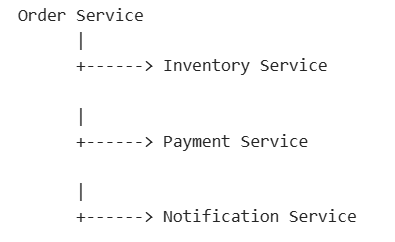 Order Service
|
+------> Inventory Service
|
+------> Payment Service
|
+------> Notification Service